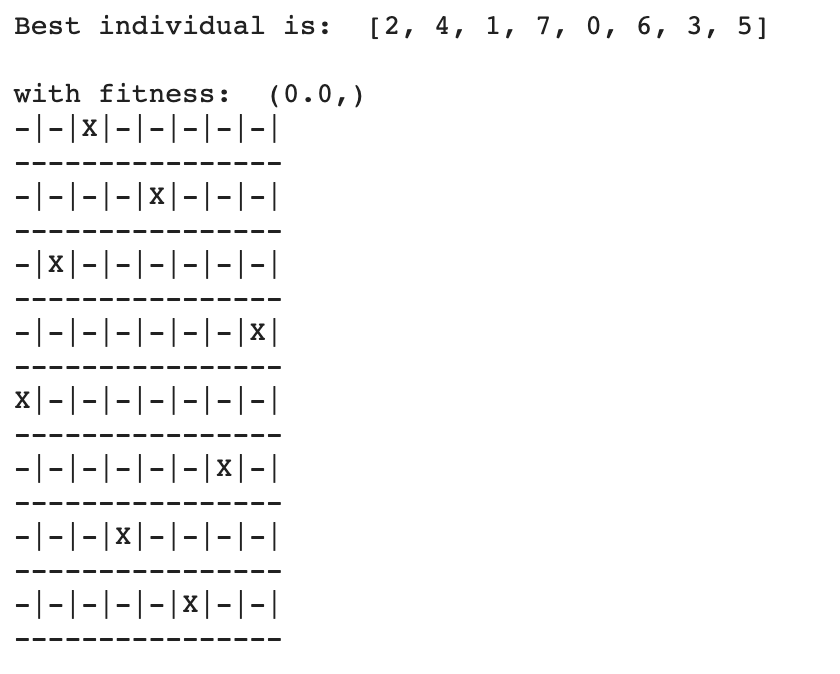 Best individual is:  [2, 4, 1, 7, 0, 6, 3, 5]
with fitness:  (0.0,)
-|-|X|-|-|-|-|-|
----------------
-|-|-|-|X|-|-|-|
----------------
-|X|-|-|-|-|-|-|
----------------
-|-|-|-|-|-|-|X|
----------------
X|-|-|-|-|-|-|-|
----------------
-|-|-|-|-|-|X|-|
----------------
-|-|-|X|-|-|-|-|
----------------
-|-|-|-|-|X|-|-|
----------------